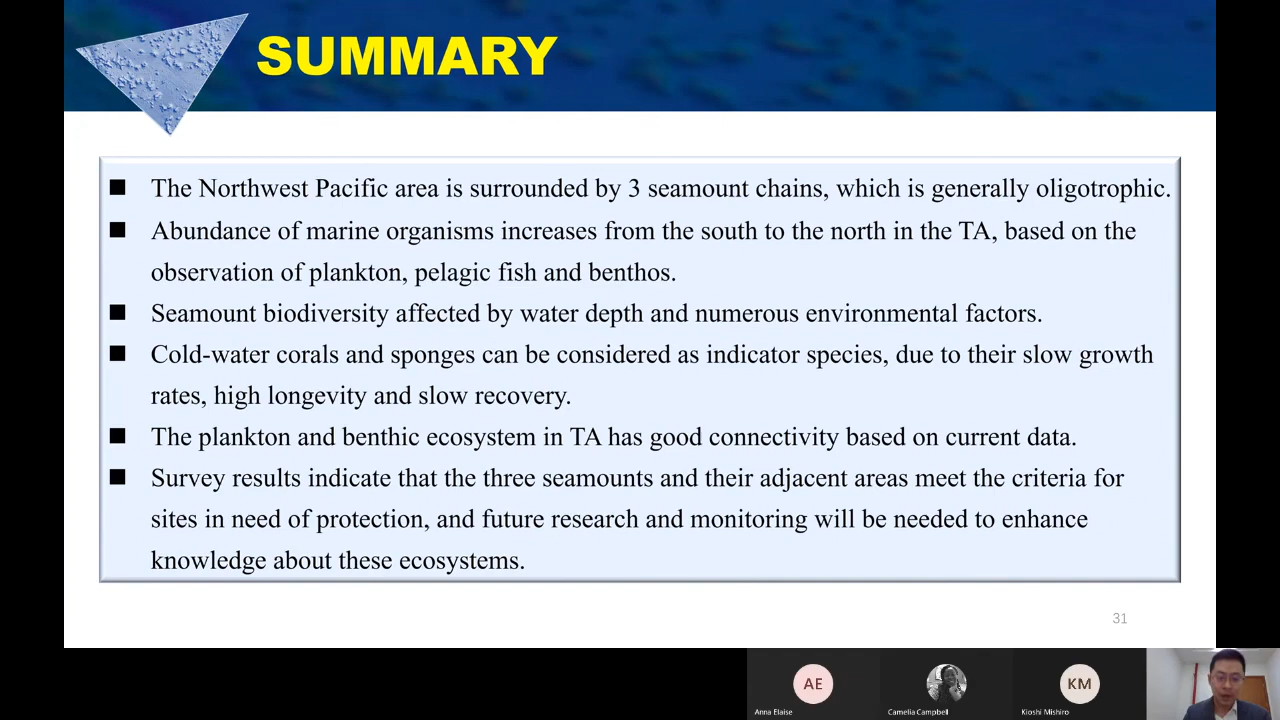 SUMMARY
■ The Northwest Pacific area is surrounded by 3 seamount chains, which is generally oligotrophic.
■ Abundance of marine organisms increases from the south to the north in the TA, based on the
observation of plankton, pelagic fish and benthos.
■ Seamount biodiversity affected by water depth and numerous environmental factors.
■ Cold-water corals and sponges can be considered as indicator species, due to their slow growth
rates, high longevity and slow recovery.
■ The plankton and benthic ecosystem in TA has good connectivity based on current data.
■ Survey results indicate that the three seamounts and their adjacent areas meet the criteria for
sites in need of protection, and future research and monitoring will be needed to enhance
knowledge about these ecosystems.
31
AE
KM
Anna Elaise
Camelia Campbell
Kioshi Mishiro